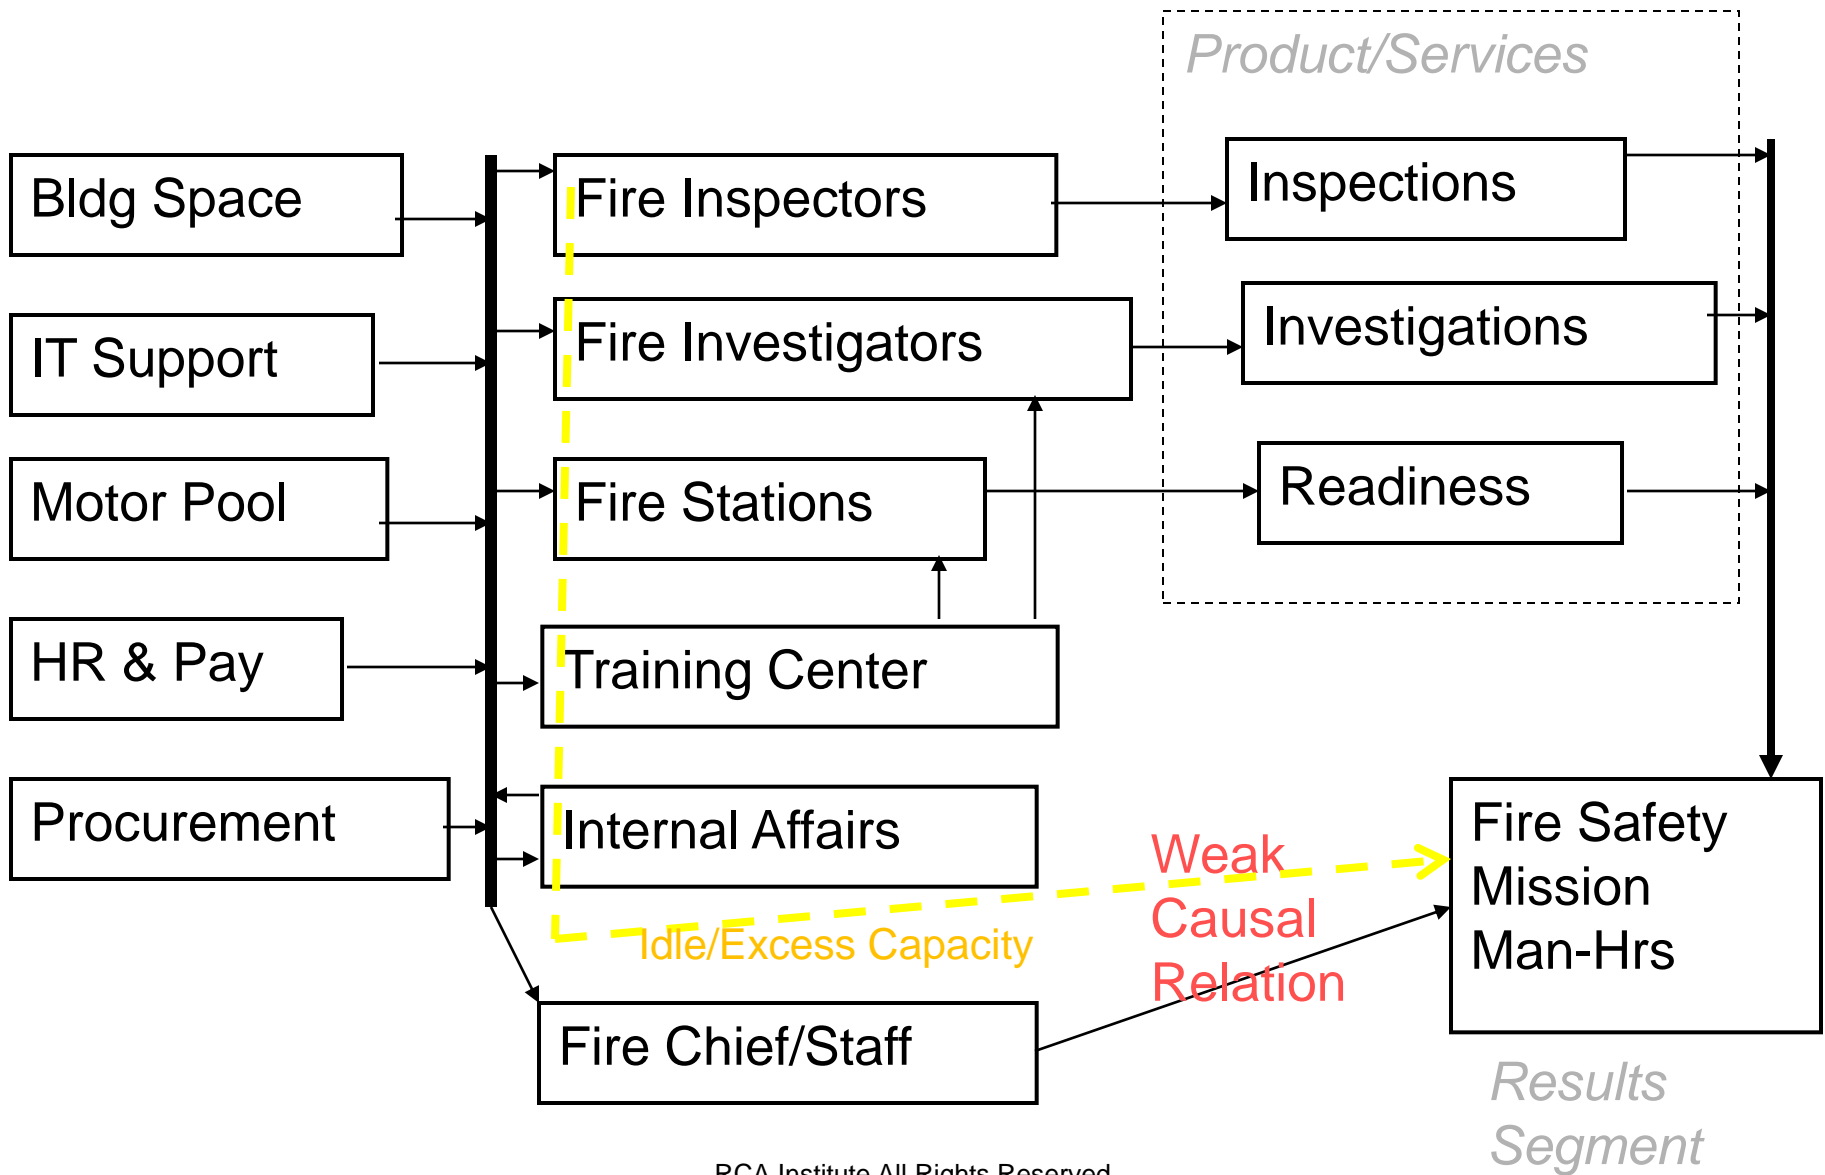 Product/Services
Bldg Space
Fire Inspectors
Inspections
IT Support
Fire Investigators
Investigations
Motor Pool
Fire Stations
Readiness
HR & Pay
Training Center
Procurement
Internal Affairs
Weak
Causal
Relation
Fire Safety
Mission
Man-Hrs
Idle/Excess Capacity
Fire Chief/Staff
Results
Segment
RCA Institute All Rights Reserved